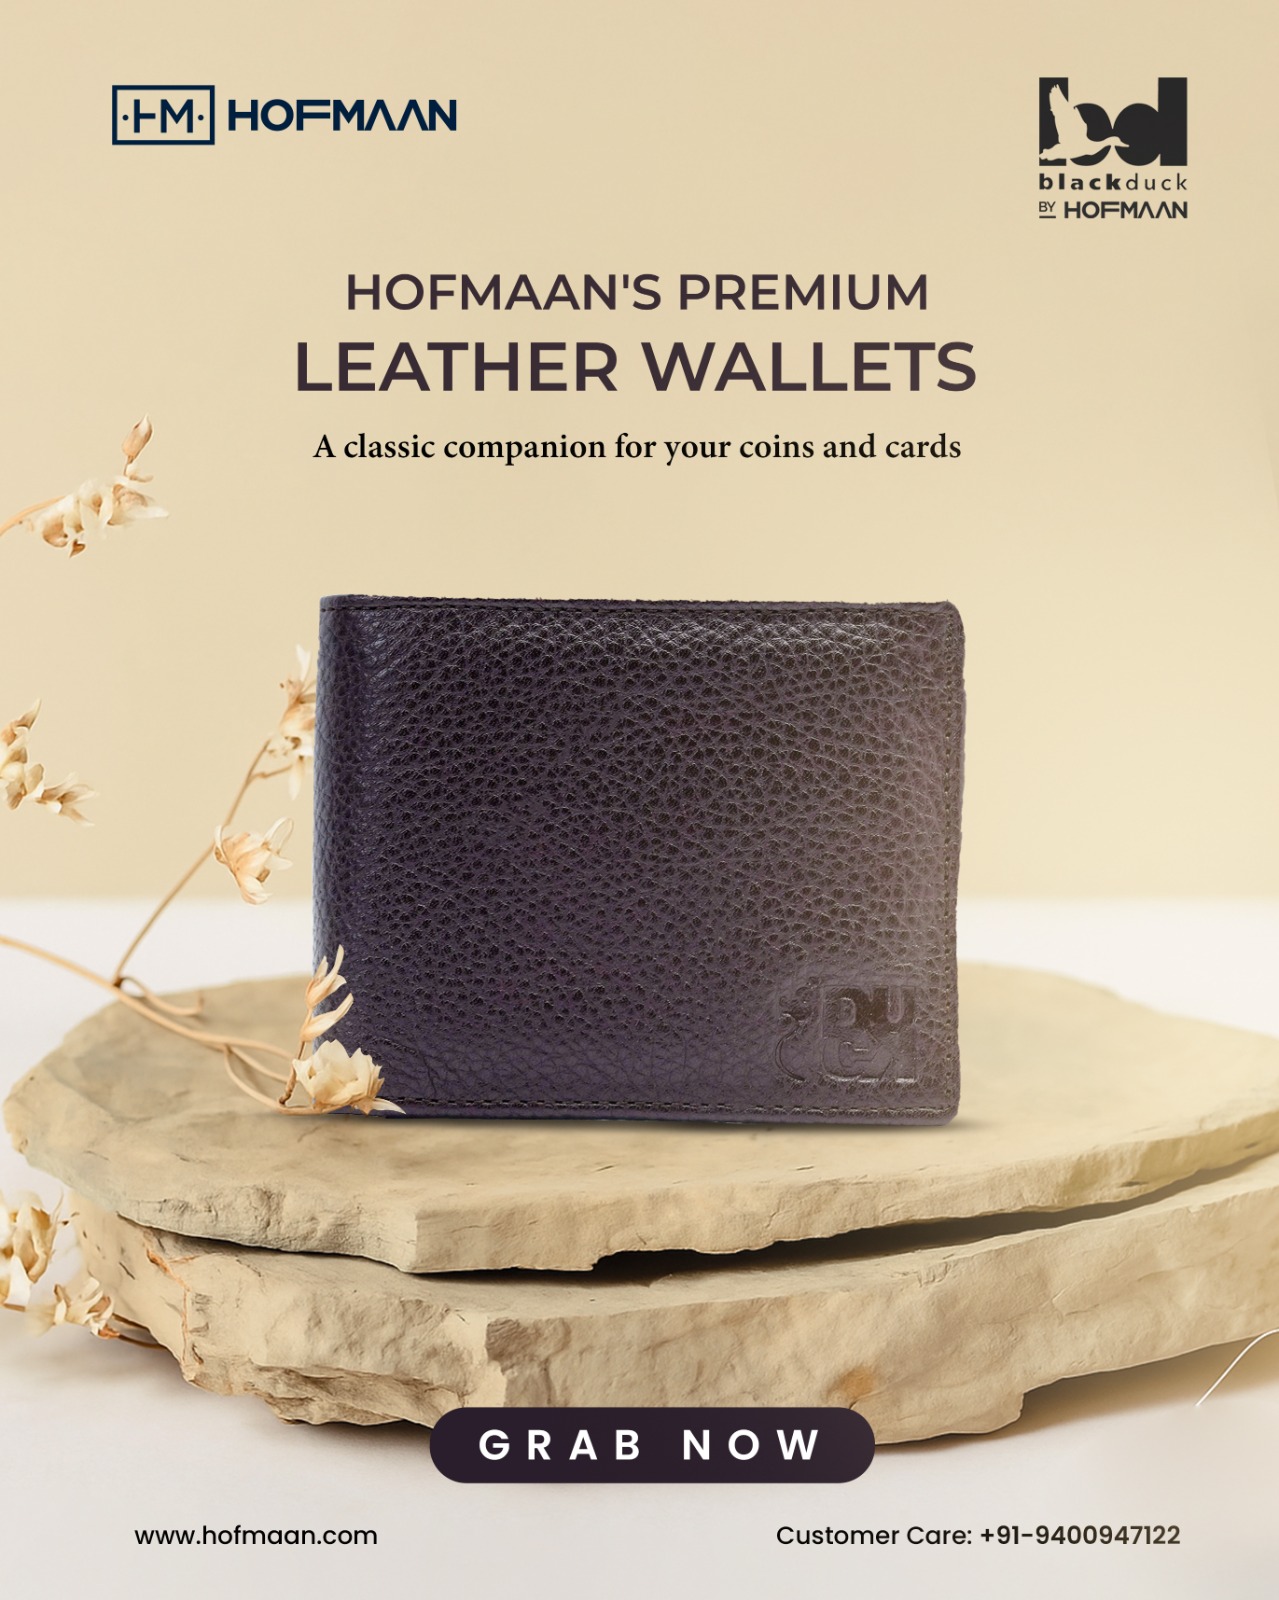 HM HOFMAAN
bd
blackduck
BY HOFMAAN
HOFMAAN'S PREMIUM
LEATHER WALLETS
A classic companion for your coins and cards
GRAB NOW
www.hofmaan.com
Customer Care: +91-9400947122